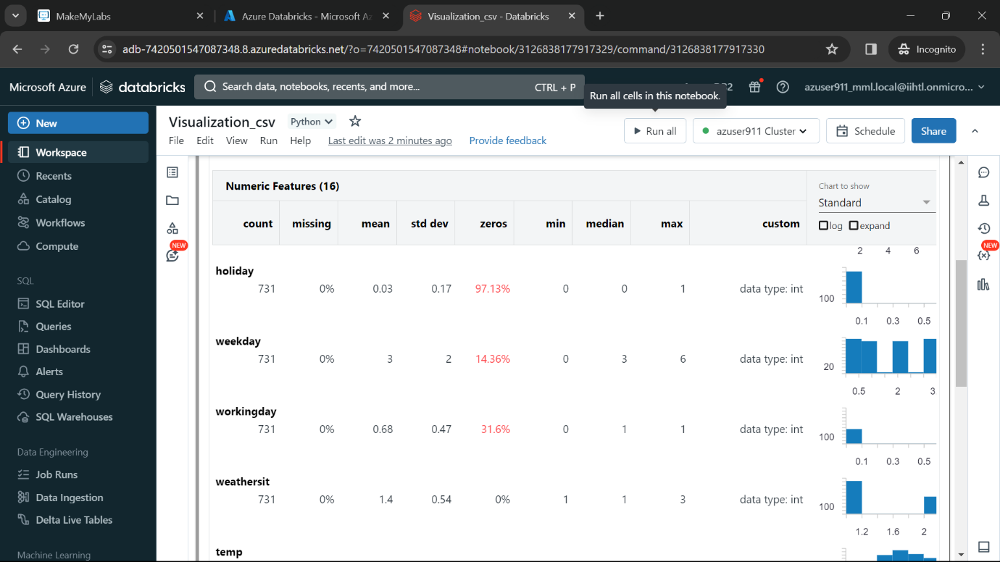 MakeMyLabs
Azure Databricks - Microsoft Az
Visualization_csv - Databricks
adb-7420501547087348.8.azuredatabricks.net/?o=7420501547087348#notebook/3126838177917329/command/3126838177917330
Incognito
Microsoft Azure
databricks
Search data, notebooks, recents, and more...
CTRL + P
Run all cells in this notebook.
azuser911_mml.local@iihtl.onmicro...
New
Workspace
Recents
Catalog
Workflows
Compute
SQL
SQL Editor
Queries
Dashboards
Alerts
Query History
SQL Warehouses
Data Engineering
Job Runs
Data Ingestion
Delta Live Tables
Machine Learning
Visualization_csv
Python
File Edit View Run Help
Last edit was 2 minutes ago
Provide feedback
Run all
azuser911 Cluster
Schedule
Share
NEW
NEW
Numeric Features (16)
Chart to show
Standard
log expand
count missing mean std dev zeros min median max custom
2 4 6
holiday
731 0% 0.03 0.17 97.13% 0 0 1 data type: int
100
0.1 0.3 0.5
weekday
731 0% 3 2 14.36% 0 3 6 data type: int
20
0.5 2 3
workingday
731 0% 0.68 0.47 31.6% 0 1 1 data type: int
100
0.1 0.3 0.5
weathersit
731 0% 1.4 0.54 0% 1 1 3 data type: int
100
1.2 1.6 2
temp